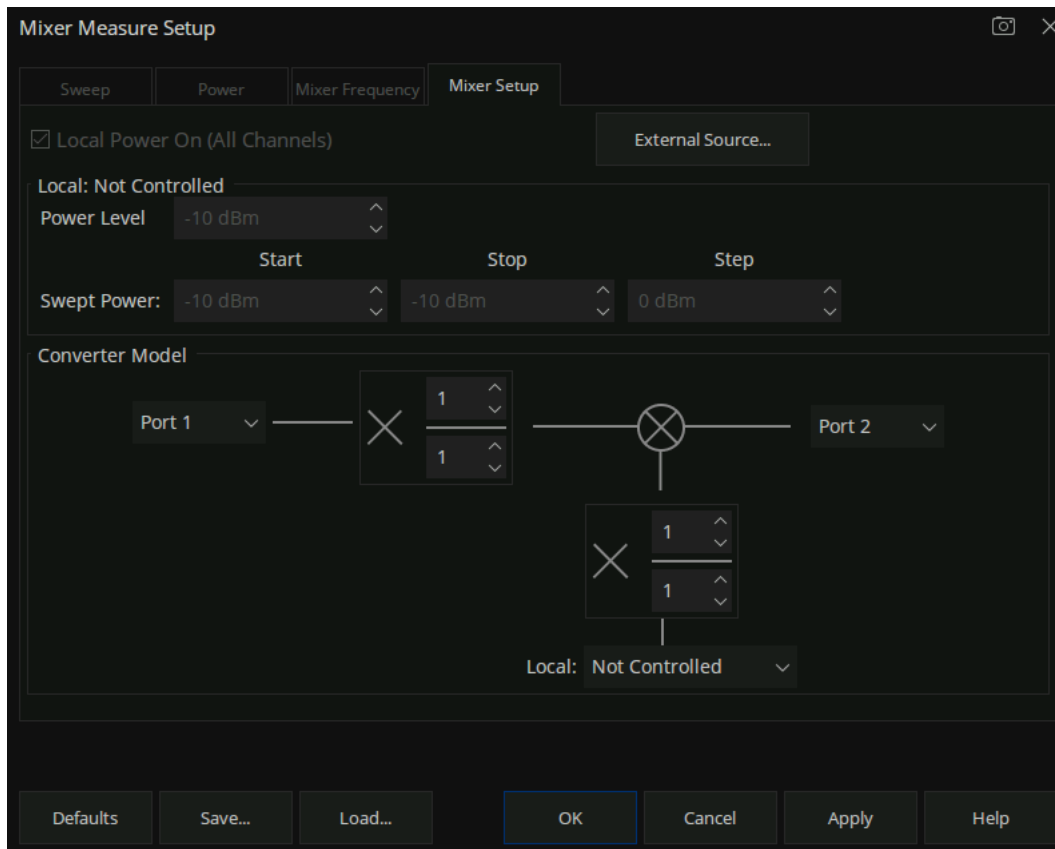 Mixer Measure Setup
Sweep Power Mixer Frequency Mixer Setup
Local Power On (All Channels) External Source...
Local: Not Controlled
Power Level -10 dBm
Start Stop Step
Swept Power: -10 dBm -10 dBm 0 dBm
Converter Model
Port 1 1 Port 2
1
1
1
Local: Not Controlled
Defaults Save... Load... OK Cancel Apply Help